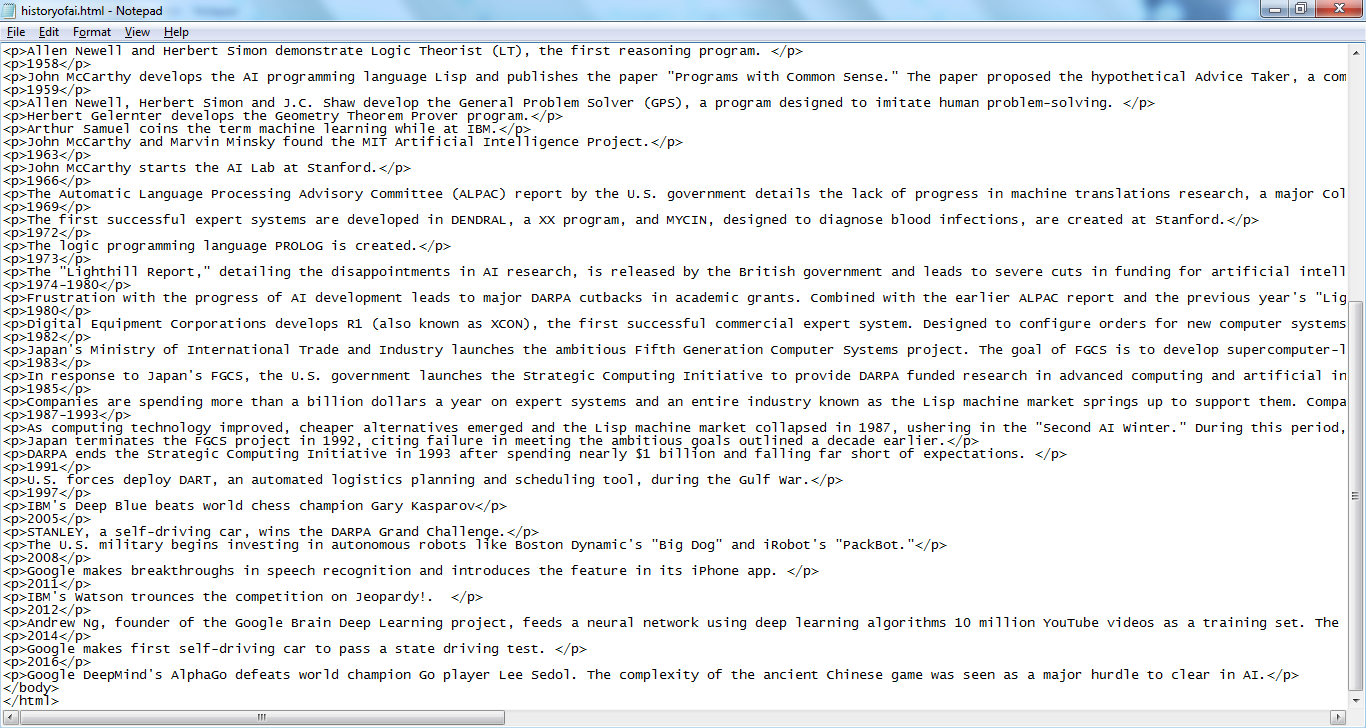 historyofai.html - Notepad
File Edit Format View Help
<p>Allen Newell and Herbert Simon demonstrate Logic Theorist (LT), the first reasoning program. </p>
<p>1958</p>
<p>John McCarthy develops the AI programming language Lisp and publishes the paper "Programs with Common Sense." The paper proposed the hypothetical Advice Taker, a com
<p>1959</p>
<p>Allen Newell, Herbert Simon and J.C. Shaw develop the General Problem Solver (GPS), a program designed to imitate human problem-solving. </p>
<p>Herbert Gelernter develops the Geometry Theorem Prover program.</p>
<p>Arthur Samuel coins the term machine learning while at IBM.</p>
<p>John McCarthy and Marvin Minsky found the MIT Artificial Intelligence Project.</p>
<p>1963</p>
<p>John McCarthy starts the AI Lab at Stanford.</p>
<p>1966</p>
<p>The Automatic Language Processing Advisory Committee (ALPAC) report by the U.S. government details the lack of progress in machine translations research, a major Col
<p>1969</p>
<p>The first successful expert systems are developed in DENDRAL, a XX program, and MYCIN, designed to diagnose blood infections, are created at Stanford.</p>
<p>1972</p>
<p>The logic programming language PROLOG is created.</p>
<p>1973</p>
<p>The "Lighthill Report," detailing the disappointments in AI research, is released by the British government and leads to severe cuts in funding for artificial intell
<p>1974-1980</p>
<p>Frustration with the progress of AI development leads to major DARPA cutbacks in academic grants. Combined with the earlier ALPAC report and the previous year's "Lig
<p>1980</p>
<p>Digital Equipment Corporations develops R1 (also known as XCON), the first successful commercial expert system. Designed to configure orders for new computer systems
<p>1982</p>
<p>Japan's Ministry of International Trade and Industry launches the ambitious Fifth Generation Computer Systems project. The goal of FGCS is to develop supercomputer-l
<p>1983</p>
<p>In response to Japan's FGCS, the U.S. government launches the Strategic Computing Initiative to provide DARPA funded research in advanced computing and artificial in
<p>1985</p>
<p>Companies are spending more than a billion dollars a year on expert systems and an entire industry known as the Lisp machine market springs up to support them. Compa
<p>1987-1993</p>
<p>As computing technology improved, cheaper alternatives emerged and the Lisp machine market collapsed in 1987, ushering in the "Second AI Winter." During this period,
<p>Japan terminates the FGCS project in 1992, citing failure in meeting the ambitious goals outlined a decade earlier.</p>
<p>DARPA ends the Strategic Computing Initiative in 1993 after spending nearly $1 billion and falling far short of expectations. </p>
<p>1991</p>
<p>U.S. forces deploy DART, an automated logistics planning and scheduling tool, during the Gulf War.</p>
<p>1997</p>
<p>IBM's Deep Blue beats world chess champion Gary Kasparov</p>
<p>2005</p>
<p>STANLEY, a self-driving car, wins the DARPA Grand Challenge.</p>
<p>The U.S. military begins investing in autonomous robots like Boston Dynamic's "Big Dog" and iRobot's "PackBot."</p>
<p>2008</p>
<p>Google makes breakthroughs in speech recognition and introduces the feature in its iPhone app. </p>
<p>2011</p>
<p>IBM's Watson trounces the competition on Jeopardy!.  </p>
<p>2012</p>
<p>Andrew Ng, founder of the Google Brain Deep Learning project, feeds a neural network using deep learning algorithms 10 million YouTube videos as a training set. The
<p>2014</p>
<p>Google makes first self-driving car to pass a state driving test. </p>
<p>2016</p>
<p>Google DeepMind's AlphaGo defeats world champion Go player Lee Sedol. The complexity of the ancient Chinese game was seen as a major hurdle to clear in AI.</p>
</body>
</html>